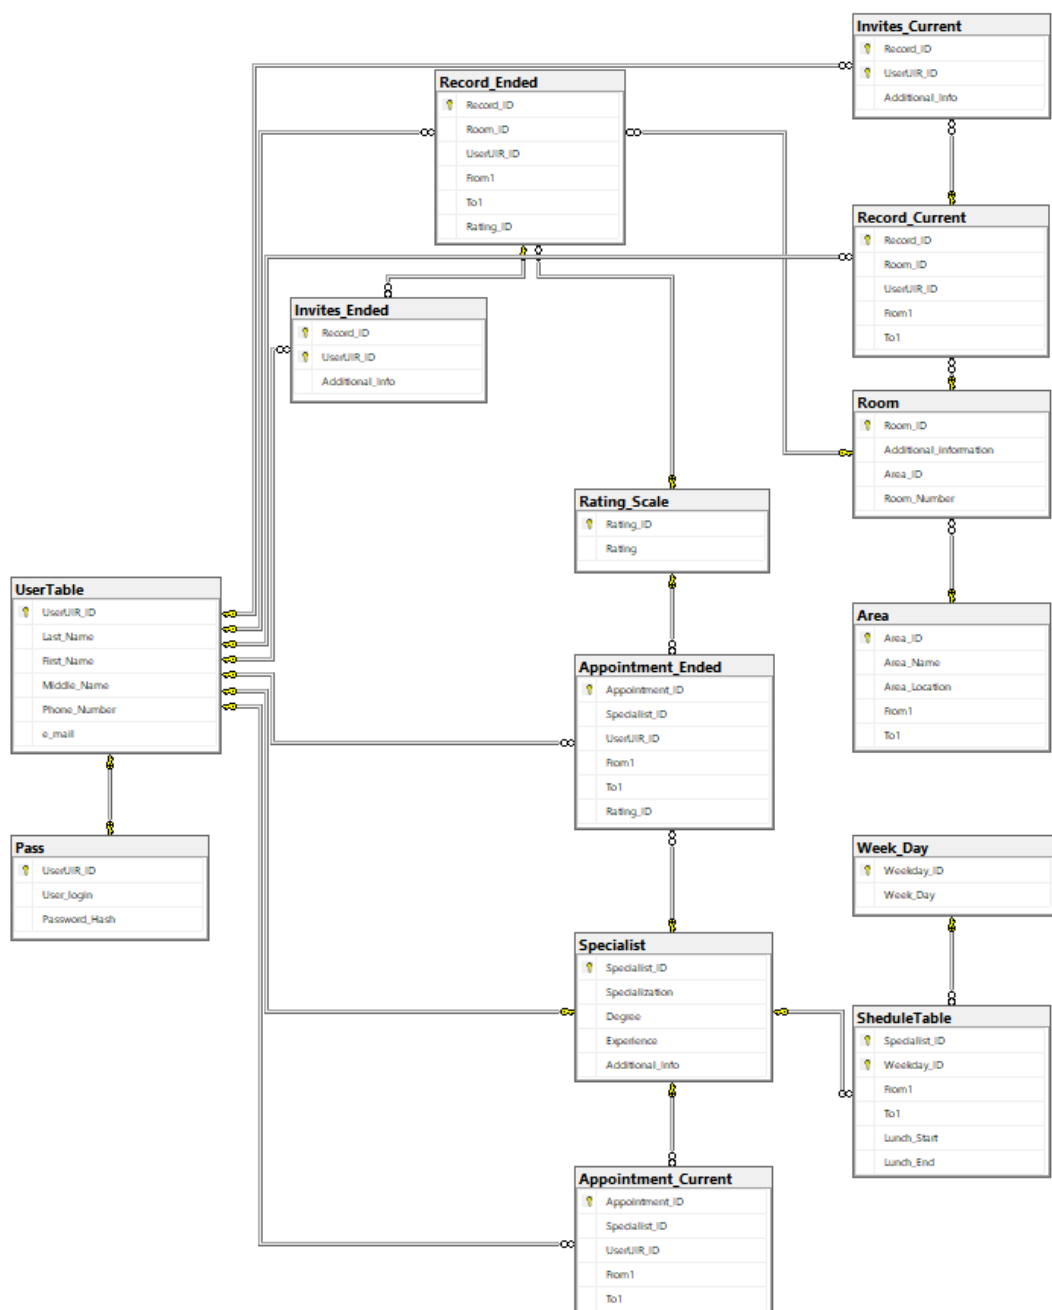 Invites_Current
Record_ID
UserUIR_ID
Additional_Info
Record_Ended
Record_ID
Room_ID
UserUIR_ID
From1
To1
Rating_ID
Record_Current
Record_ID
Room_ID
UserUIR_ID
From1
To1
Invites_Ended
Record_ID
UserUIR_ID
Additional_Info
Room
Room_ID
Additional_information
Area_ID
Room_Number
Rating_Scale
Rating_ID
Rating
UserTable
UserUIR_ID
Last_Name
First_Name
Middle_Name
Phone_Number
e_mail
Area
Area_ID
Area_Name
Area_Location
From1
To1
Appointment_Ended
Appointment_ID
Specialist_ID
UserUIR_ID
From1
To1
Rating_ID
Pass
UserUIR_ID
User_login
Password_Hash
Week_Day
Weekday_ID
Week_Day
Specialist
Specialist_ID
Specialization
Degree
Experience
Additional_Info
SheduleTable
Specialist_ID
Weekday_ID
From1
To1
Lunch_Start
Lunch_End
Appointment_Current
Appointment_ID
Specialist_ID
UserUIR_ID
From1
To1